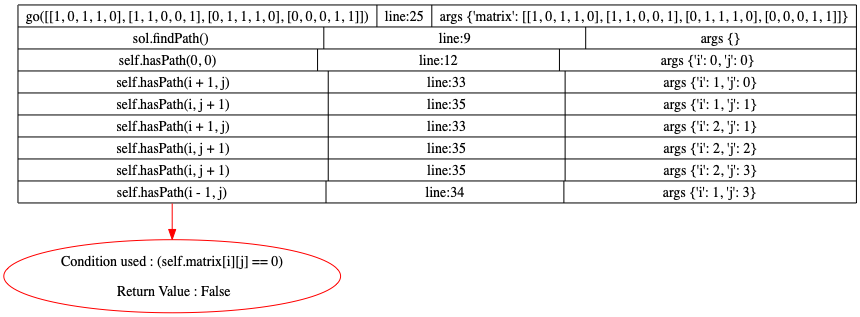 go([[1, 0, 1, 1, 0], [1, 1, 0, 0, 1], [0, 1, 1, 1, 0], [0, 0, 0, 1, 1]]) line:25 args {'matrix': [[1, 0, 1, 1, 0], [1, 1, 0, 0, 1], [0, 1, 1, 1, 0], [0, 0, 0, 1, 1]]}
sol.findPath() line:9 args {}
self.hasPath(0, 0) line:12 args {'i': 0, 'j': 0}
self.hasPath(i + 1, j) line:33 args {'i': 1, 'j': 0}
self.hasPath(i, j + 1) line:35 args {'i': 1, 'j': 1}
self.hasPath(i + 1, j) line:33 args {'i': 2, 'j': 1}
self.hasPath(i, j + 1) line:35 args {'i': 2, 'j': 2}
self.hasPath(i, j + 1) line:35 args {'i': 2, 'j': 3}
self.hasPath(i - 1, j) line:34 args {'i': 1, 'j': 3}
Condition used : (self.matrix[i][j] == 0)
Return Value : False